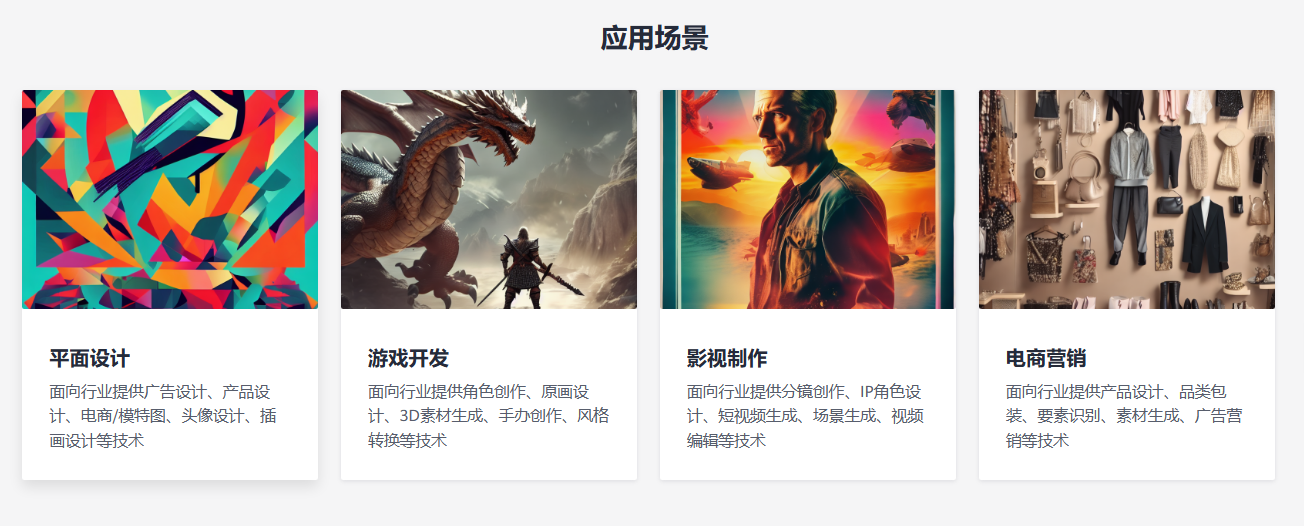 应用场景
平面设计
面向行业提供广告设计、产品设
计、电商/模特图、头像设计、插
画设计等技术
游戏开发
面向行业提供角色创作、原画设
计、3D素材生成、手办创作、风格
转换等技术
影视制作
面向行业提供分镜创作、IP角色设
计、短视频生成、场景生成、视频
编辑等技术
电商营销
面向行业提供产品设计、品类包
装、要素识别、素材生成、广告营
销等技术